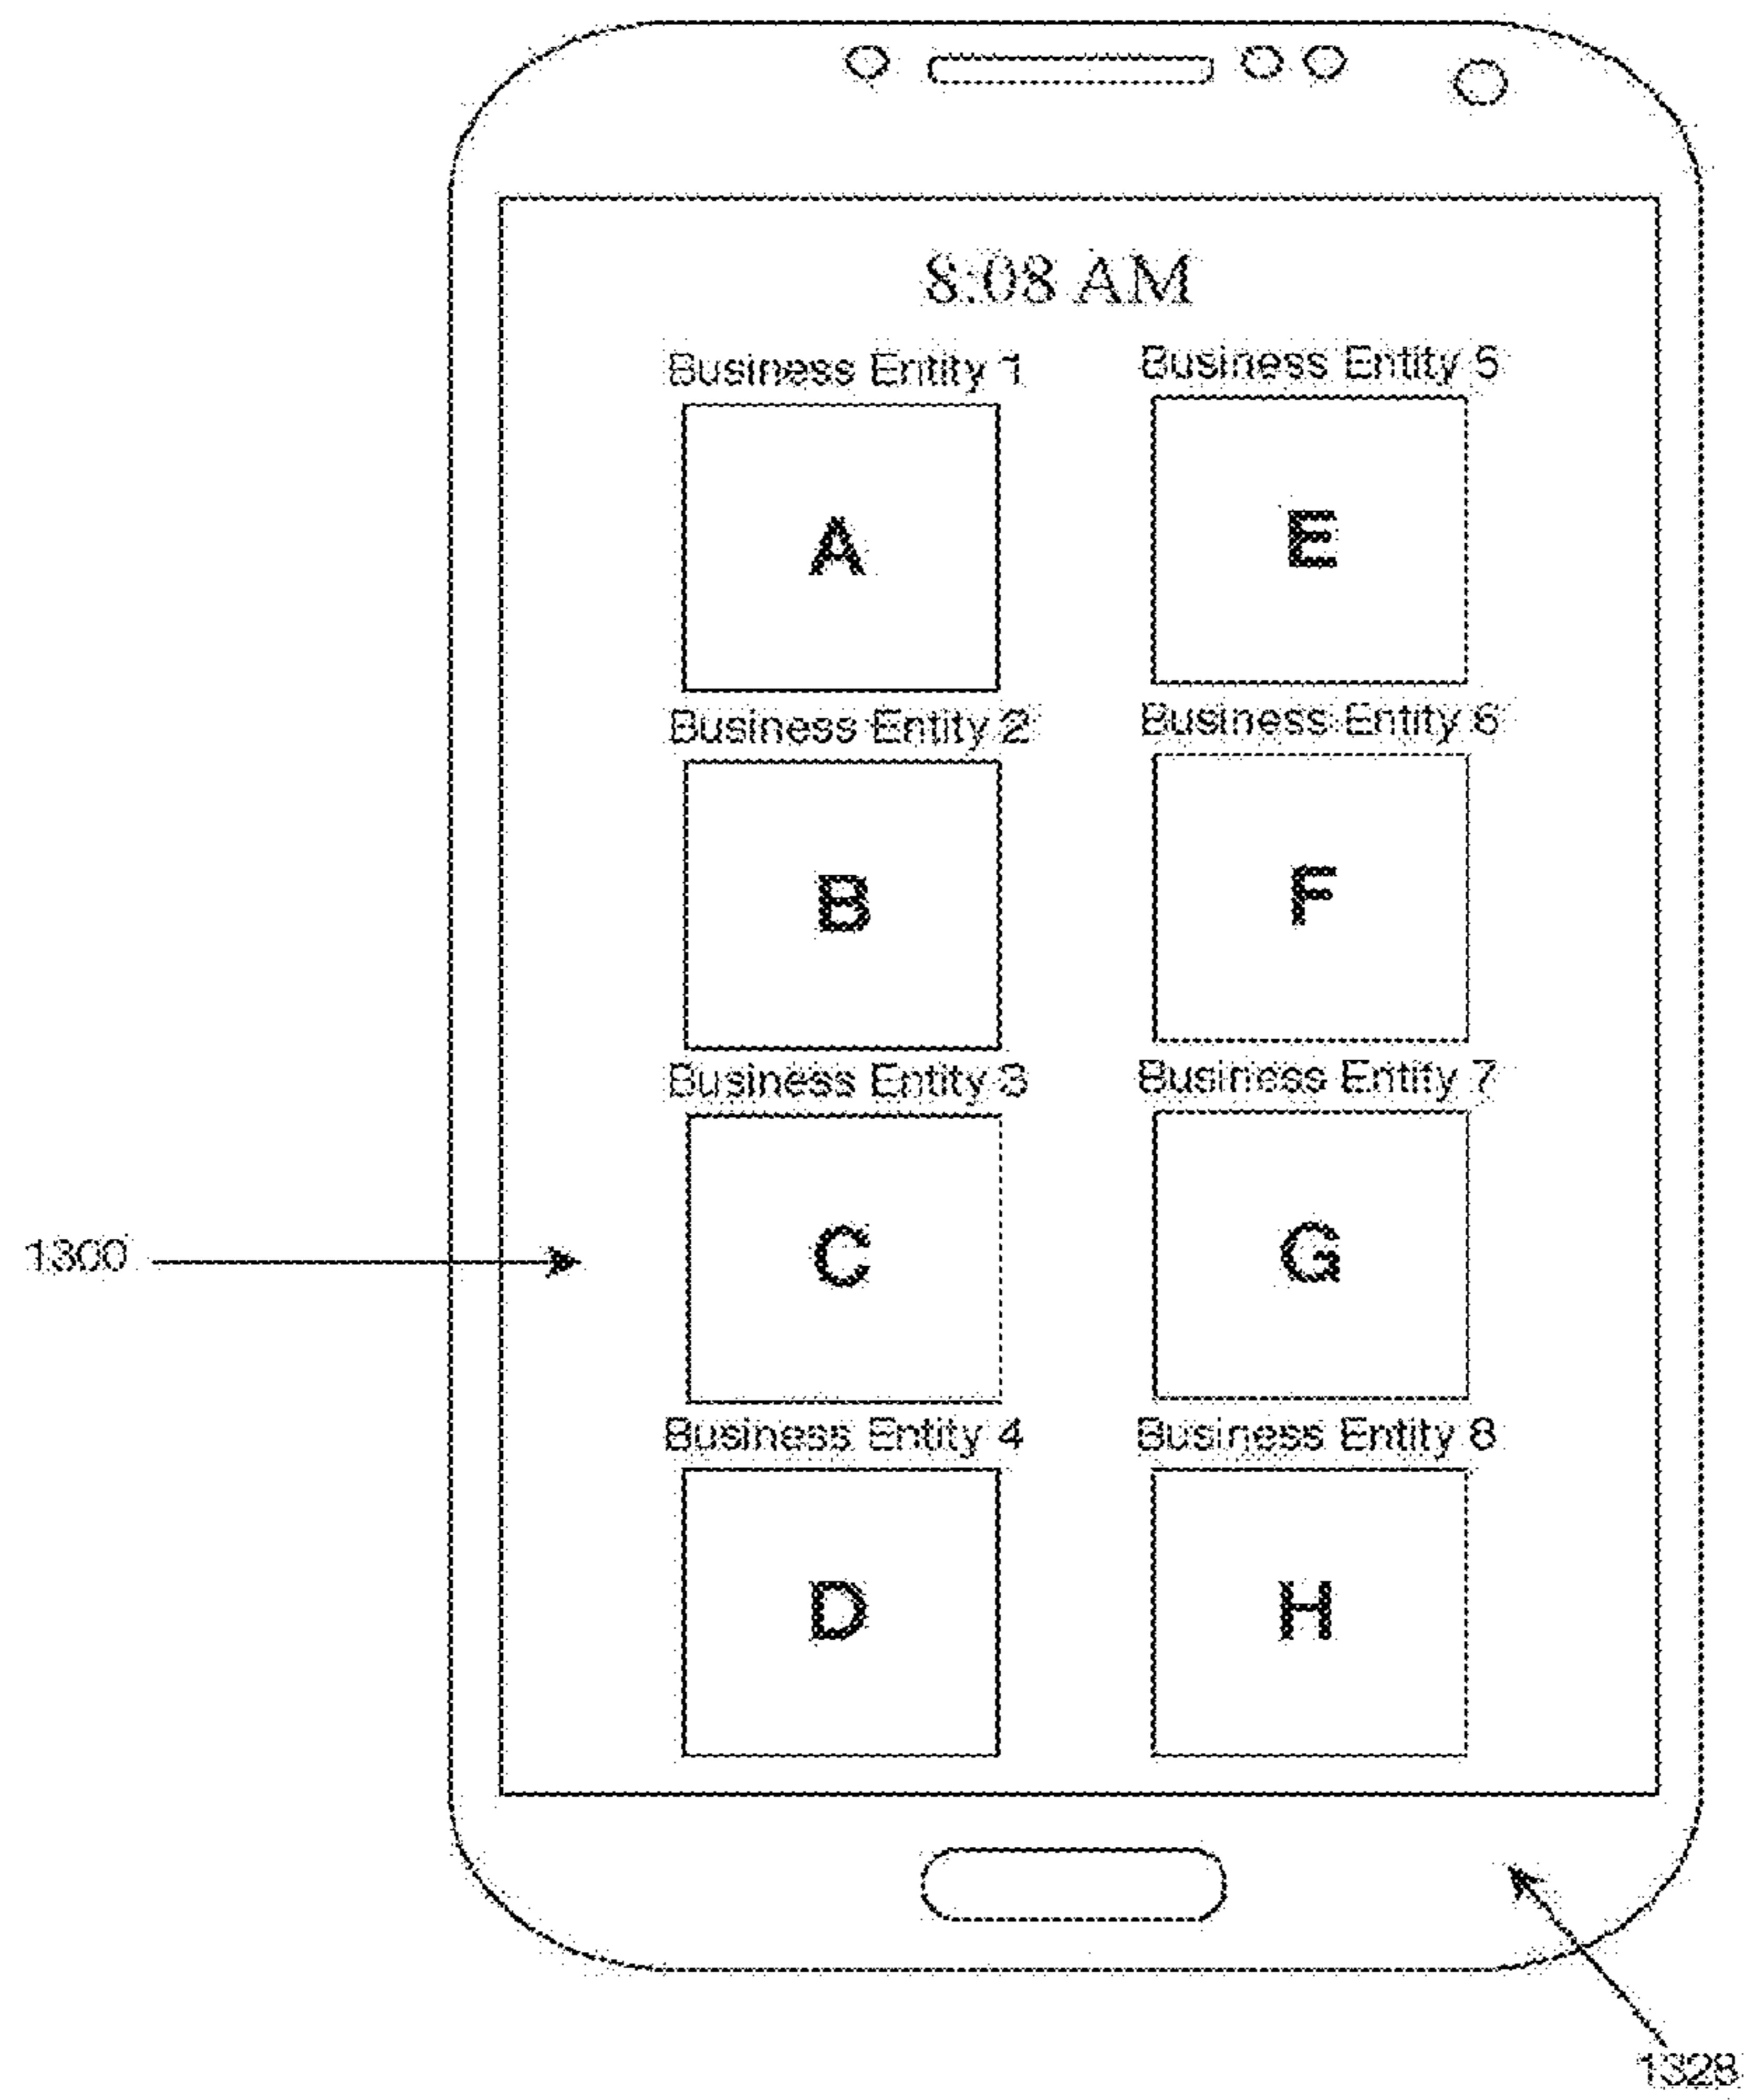 8:08 AM
Business Entity 1 Business Entity 5
A E
Business Entity 2 Business Entity 6
B F
Business Entity 3 Business Entity 7
C G
Business Entity 4 Business Entity 8
D H
1300
1328